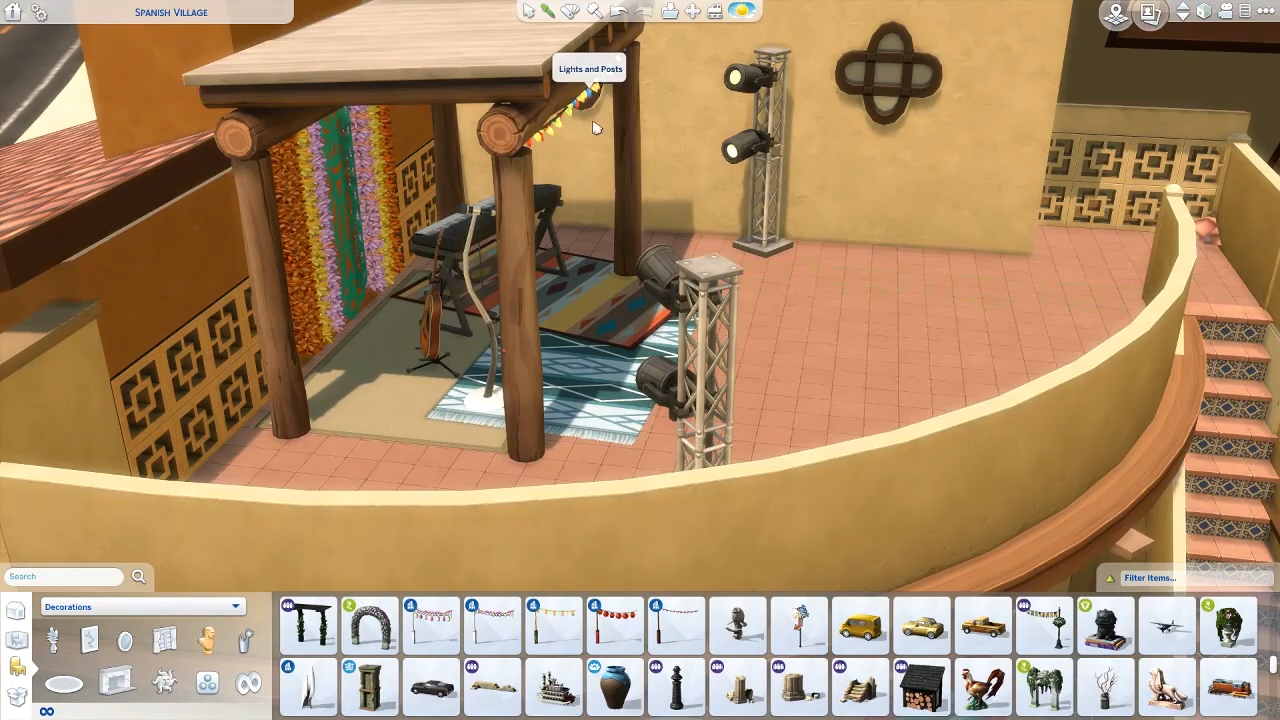 SPANISH VILLAGE
Lights and Posts
Search
Filter Items...
Decorations